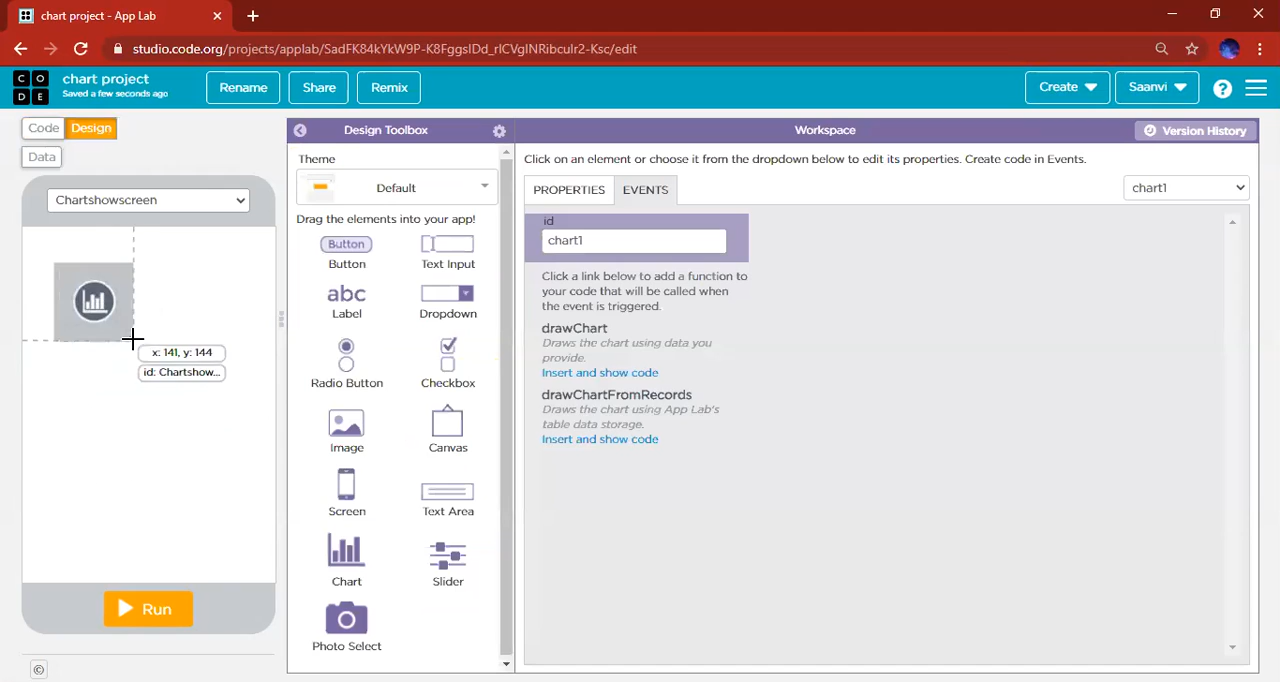 chart project - App Lab
studio.code.org/projects/applab/SadFK84kYkW9P-K8FggsIDd_rlCVglNRibculr2-Ksc/edit
CO
DE
chart project
Saved a few seconds ago
Rename
Share
Remix
Create
Saanvi
?
Code
Design
Data
Design Toolbox
Workspace
Version History
Theme
Default
Drag the elements into your app!
Button
Button
Text Input
abc
Label
Dropdown
Radio Button
Checkbox
Image
Canvas
Screen
Text Area
Chart
Slider
Photo Select
Click on an element or choose it from the dropdown below to edit its properties. Create code in Events.
PROPERTIES
EVENTS
chart1
id
chart1
Click a link below to add a function to
your code that will be called when
the event is triggered.
drawChart
Draws the chart using data you
provide.
Insert and show code
drawChartFromRecords
Draws the chart using App Lab's
table data storage.
Insert and show code
Chartshowscreen
x: 141, y: 144
id: Chartshow...
Run
©